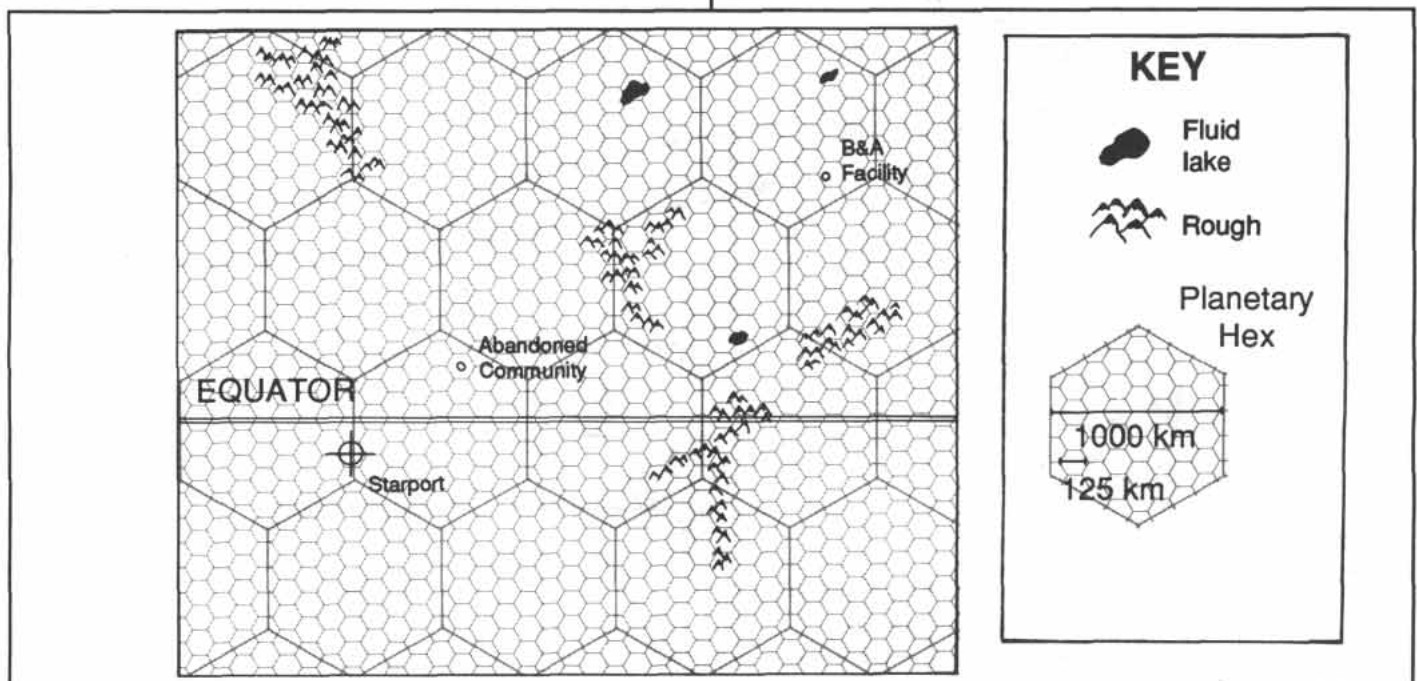 B&A
Facility
Abandoned
Community
EQUATOR
Starport
KEY
Fluid
lake
Rough
Planetary
Hex
1000 km
125 km